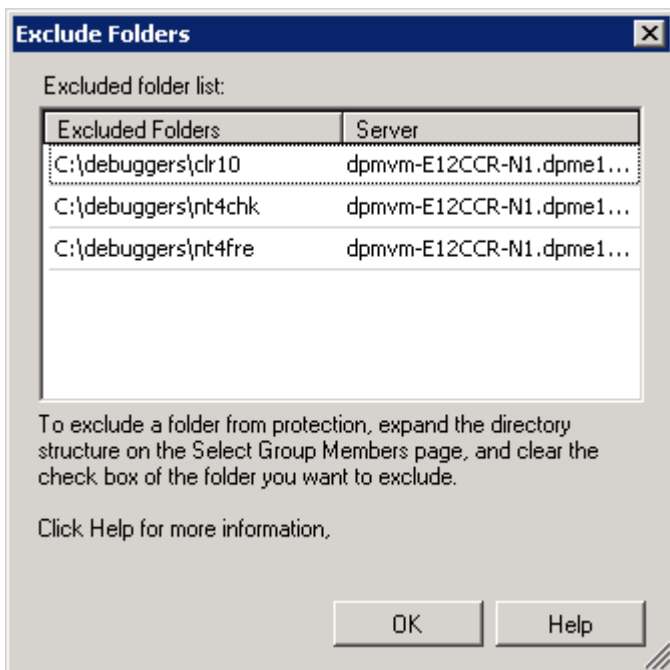 Exclude Folders
Excluded folder list:
Excluded Folders Server
C:\debuggers\clr10 dpmvm-E12CCR-N1.dpme1...
C:\debuggers\nt4chk dpmvm-E12CCR-N1.dpme1...
C:\debuggers\nt4fre dpmvm-E12CCR-N1.dpme1...
To exclude a folder from protection, expand the directory
structure on the Select Group Members page, and clear the
check box of the folder you want to exclude.
Click Help for more information,
OK Help